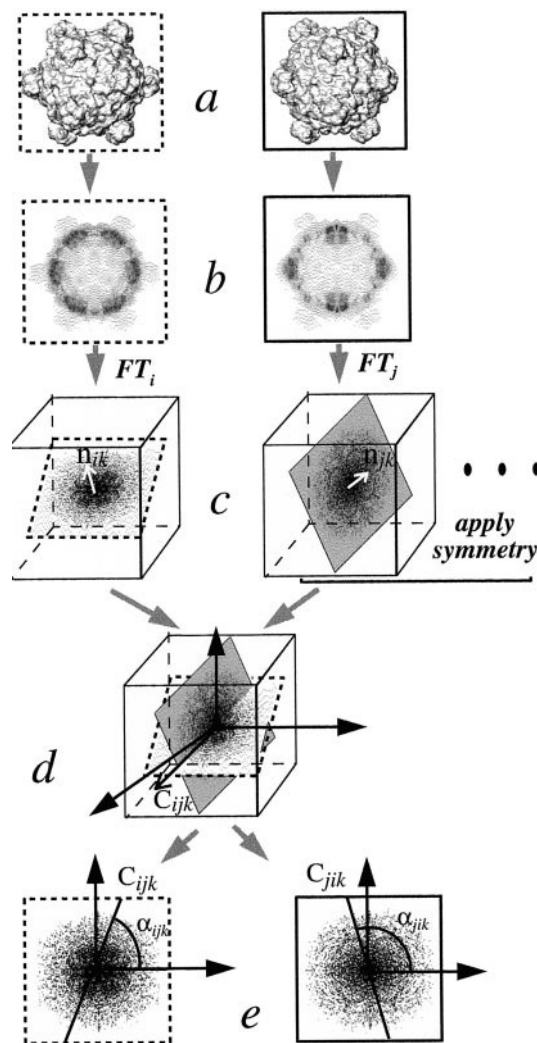 a
b
FTi
FTj
nik
njk
c
• • •
apply
symmetry
d
Cijk
Cijk
αijk
Cjik
αjik
e